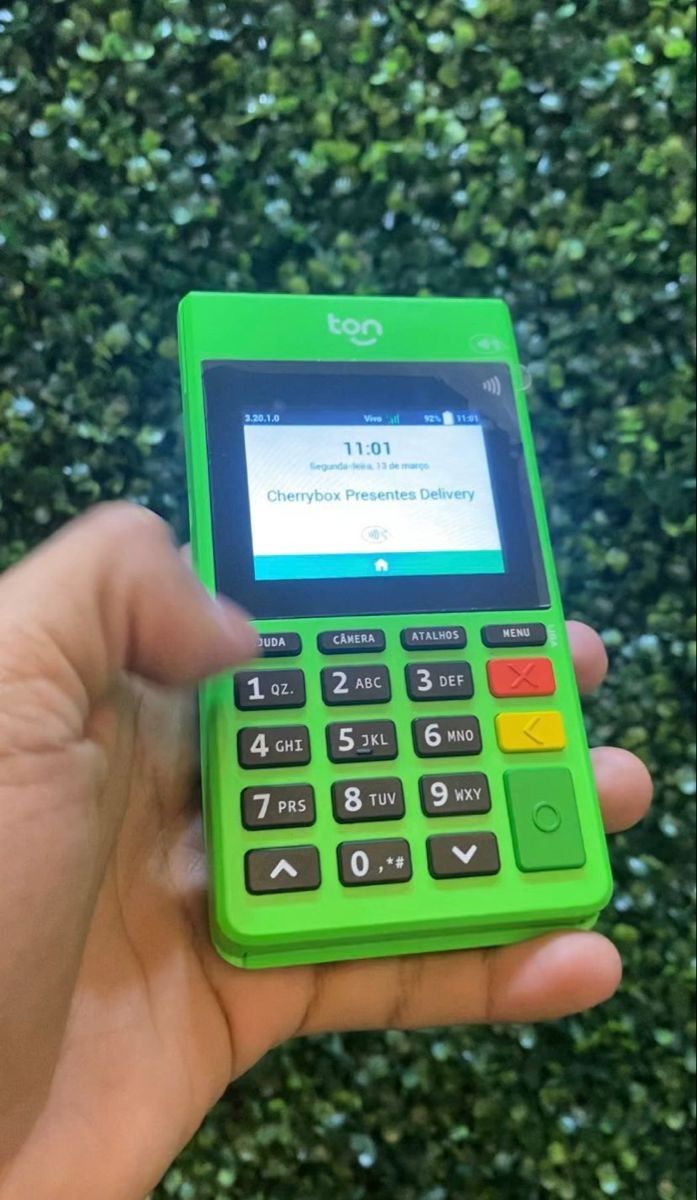 ton
3.20.1.0 Vivo 92% 11:01
11:01
Segunda-feira, 13 de março
Cherrybox Presentes Delivery
JUDA CÂMERA ATALHOS MENU
1 QZ. 2 ABC 3 DEF
4 GHI 5 JKL 6 MNO
7 PRS 8 TUV 9 WXY
0 ,*#